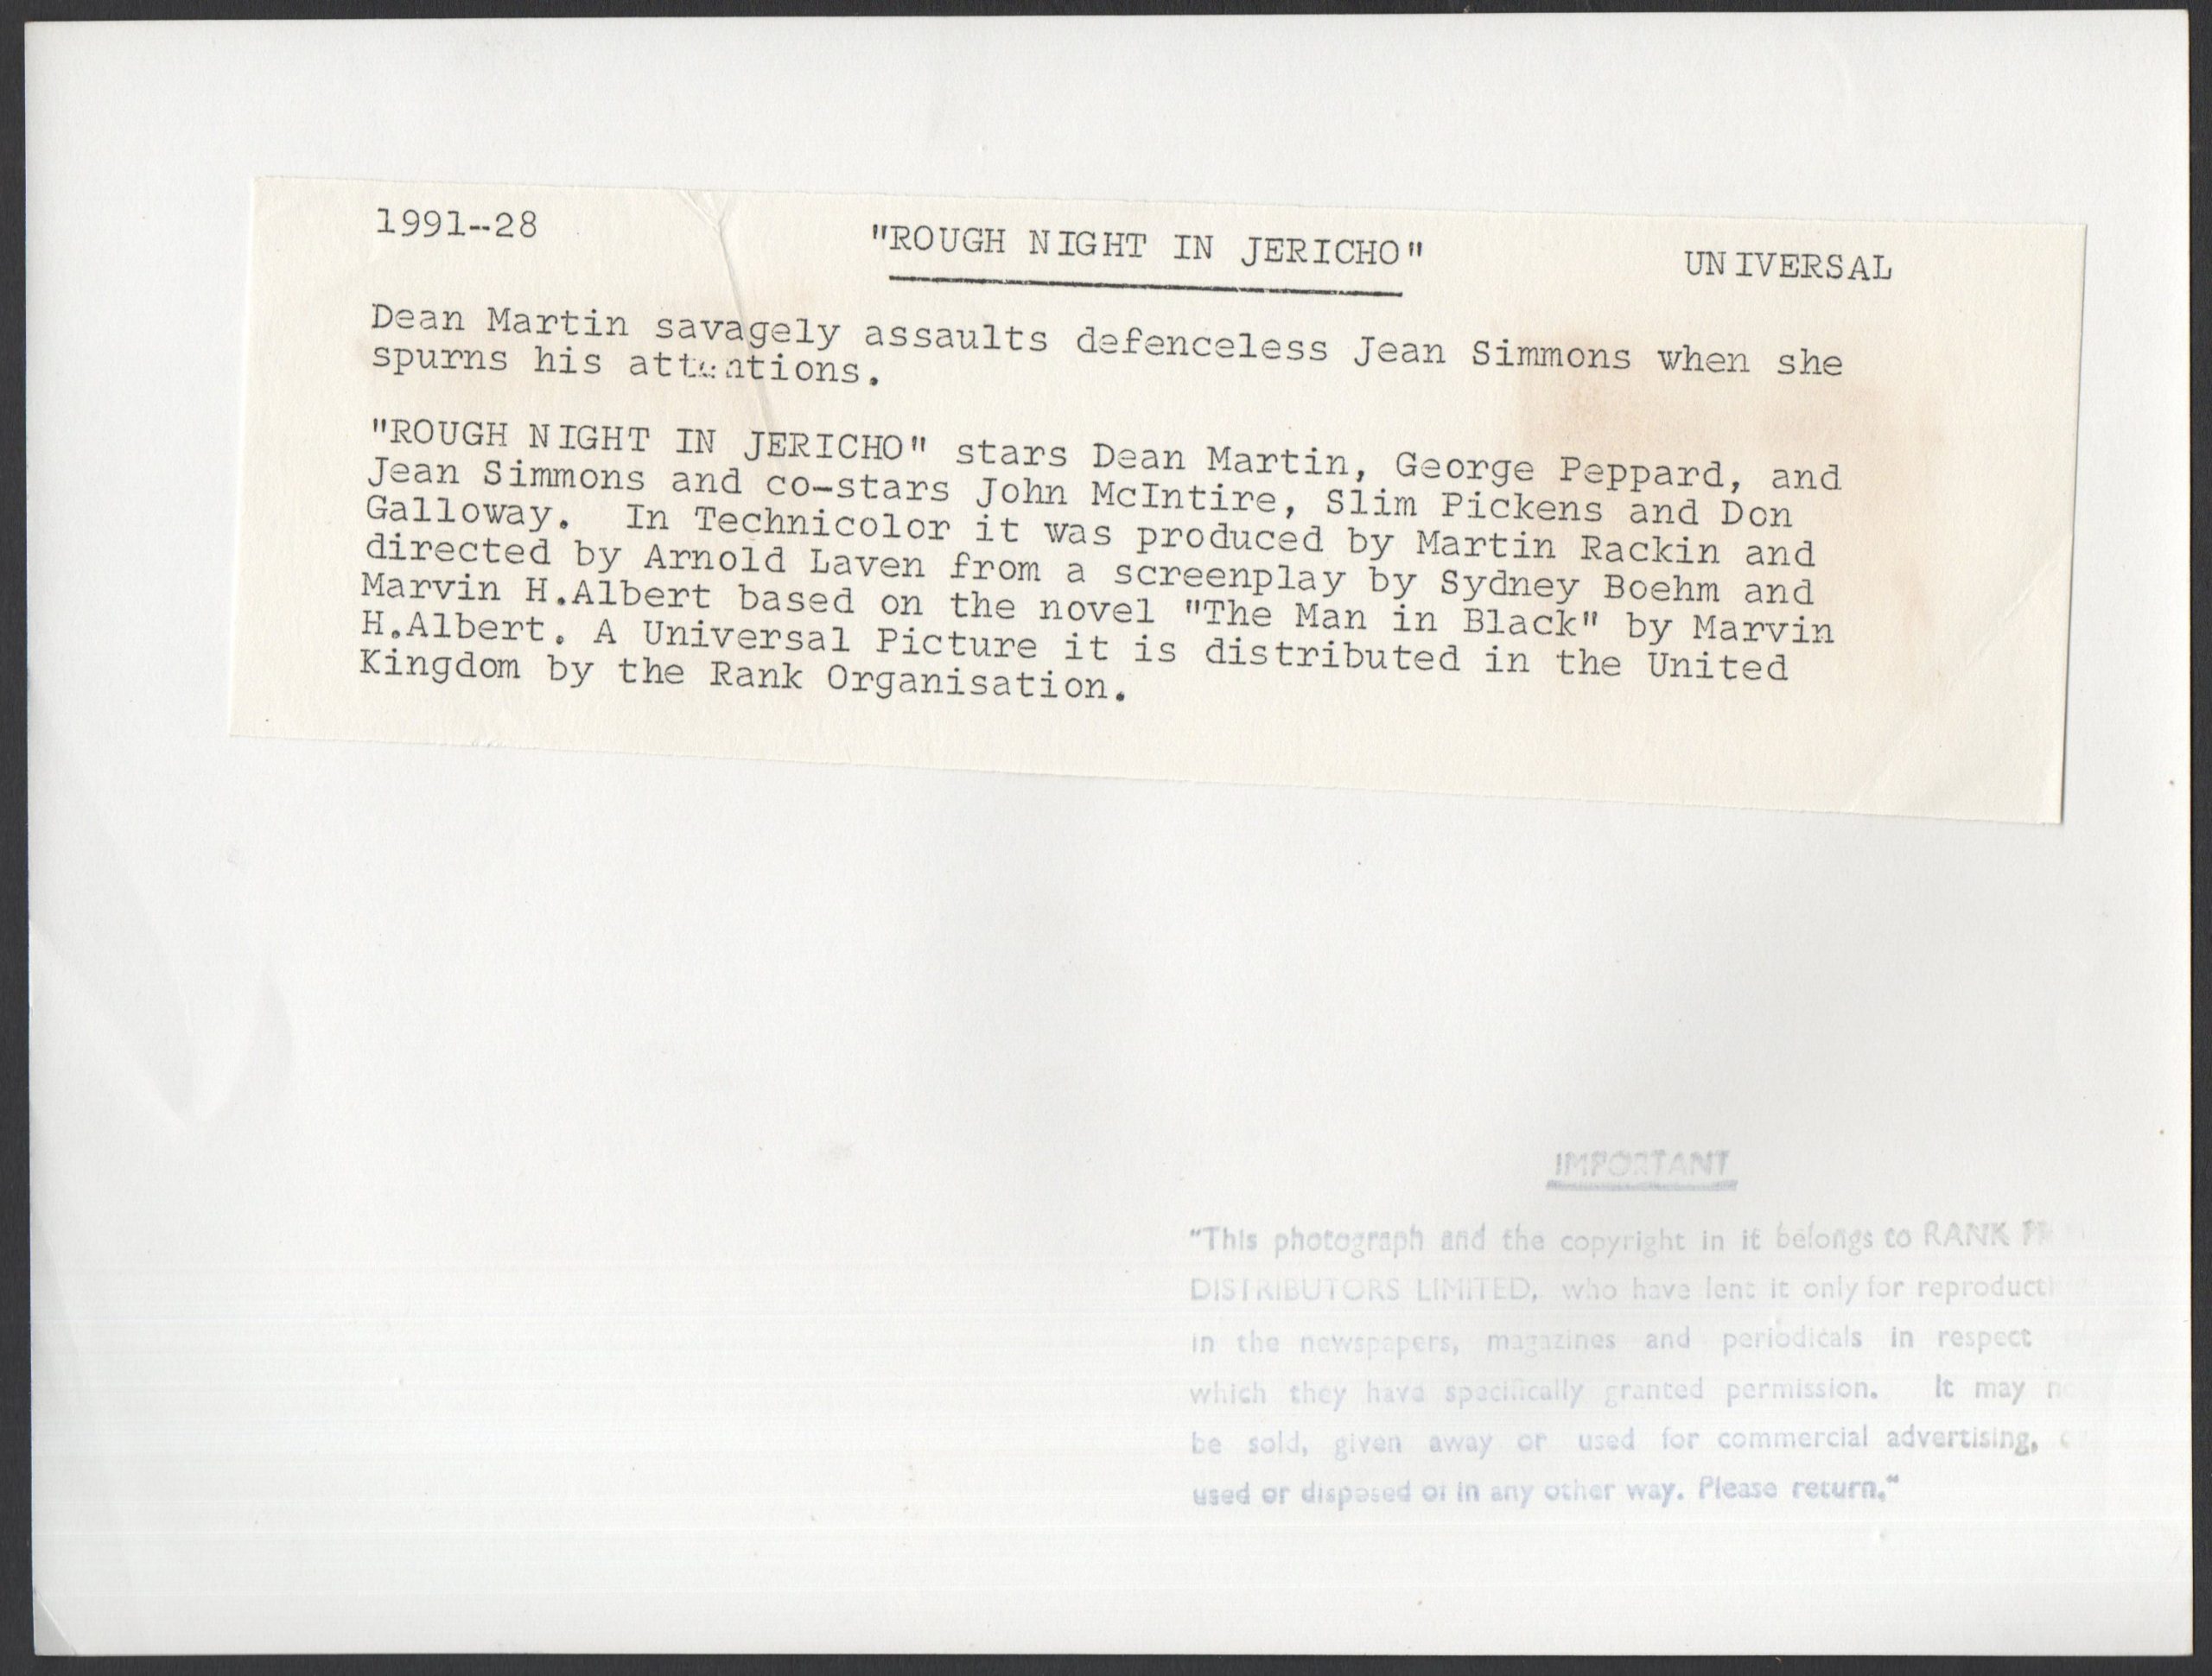 1991--28
"ROUGH NIGHT IN JERICHO"
UNIVERSAL
Dean Martin savagely assaults defenceless Jean Simmons when she
spurns his attentions.
"ROUGH NIGHT IN JERICHO" stars Dean Martin, George Peppard, and
Jean Simmons and co-stars John McIntire, Slim Pickens and Don
Galloway. In Technicolor it was produced by Martin Rackin and
directed by Arnold Laven from a screenplay by Sydney Boehm and
Marvin H.Albert based on the novel "The Man in Black" by Marvin
H.Albert. A Universal Picture it is distributed in the United
Kingdom by the Rank Organisation.
IMPORTANT
"This photograph and the copyright in it belongs to RANK
DISTRIBUTORS LIMITED, who have lent it only for
in the newspapers, magazines and periodicals in respect
which they have specifically granted permission. It may
be sold, given away or used for commercial advertising,
used or disposed of in any other way. Please return."